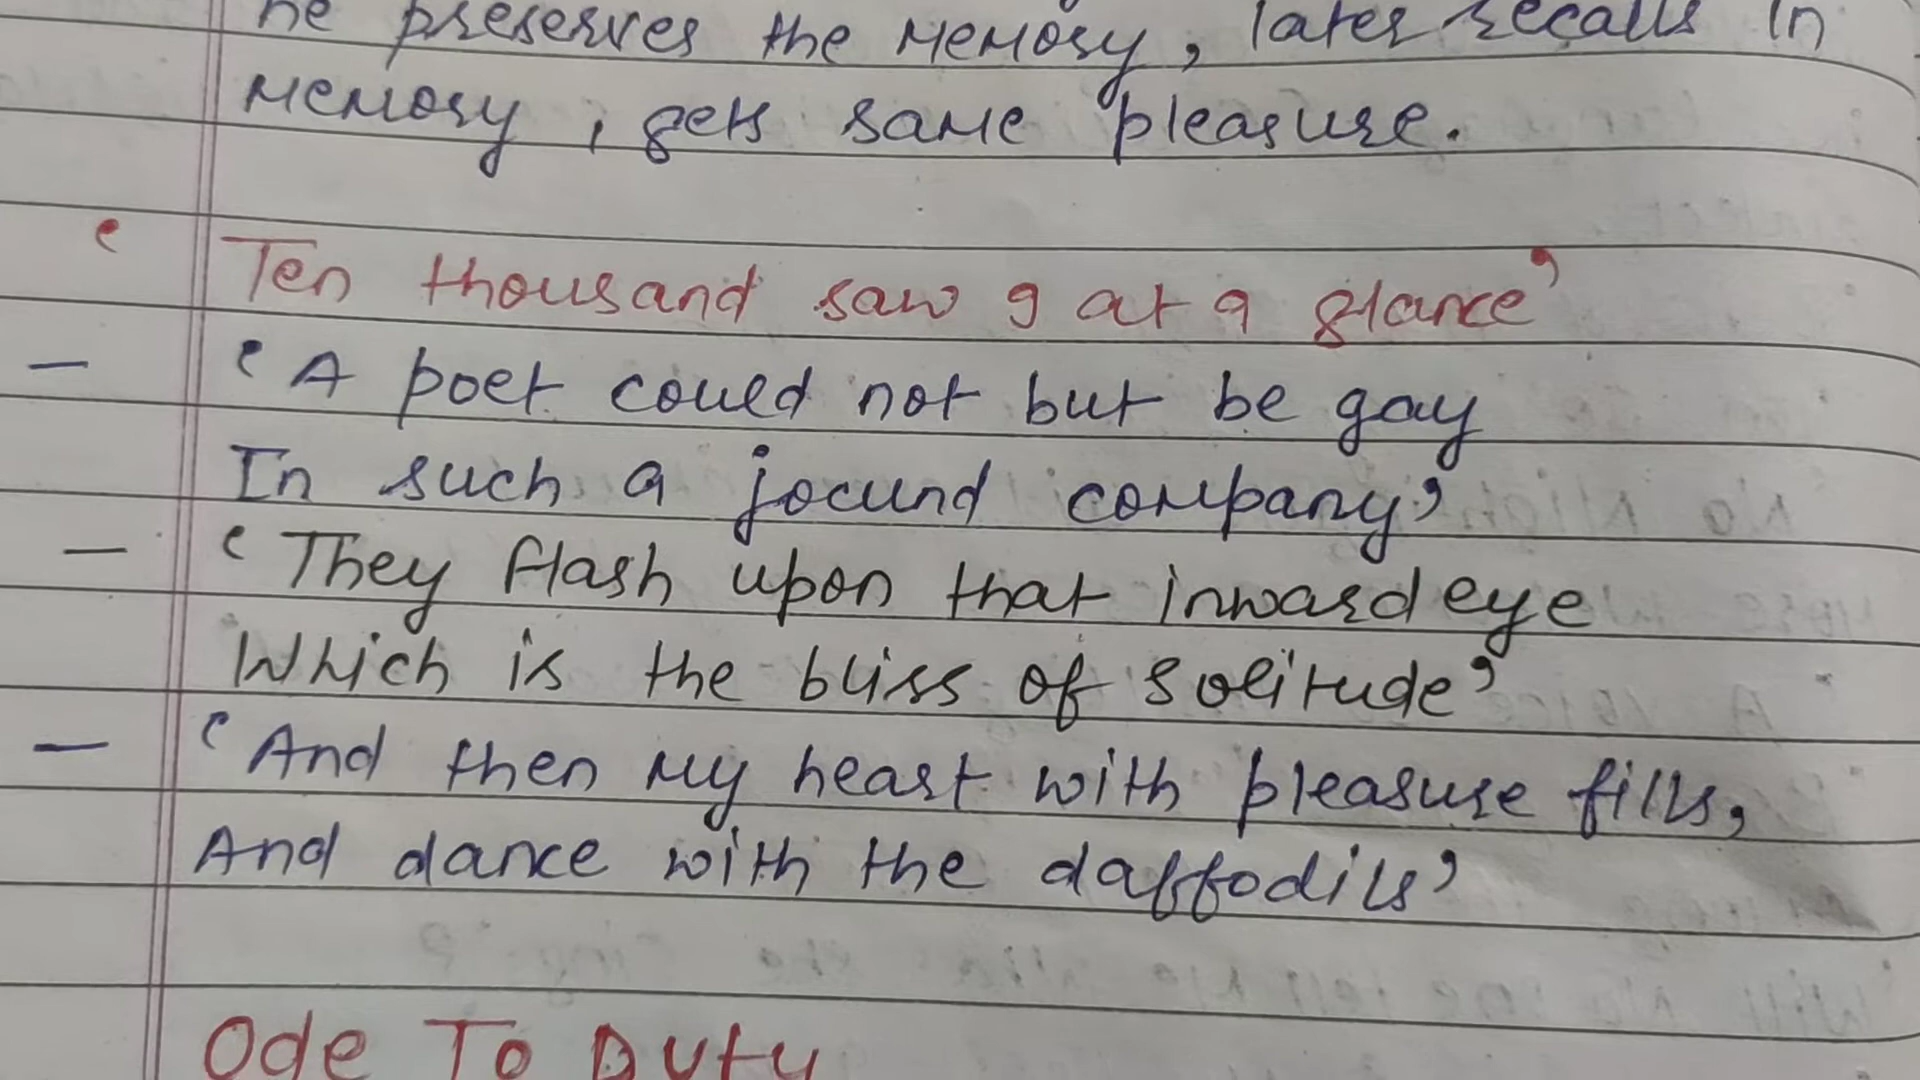 he preserves the memory, later recalls in
memory, gets same pleasure.
‘Ten thousand saw I at a glance’
– ‘A poet could not but be gay
In such a jocund company’
– ‘They flash upon that inward eye
Which is the bliss of solitude’
– ‘And then my heart with pleasure fills,
And dance with the daffodils’
Ode To Duty